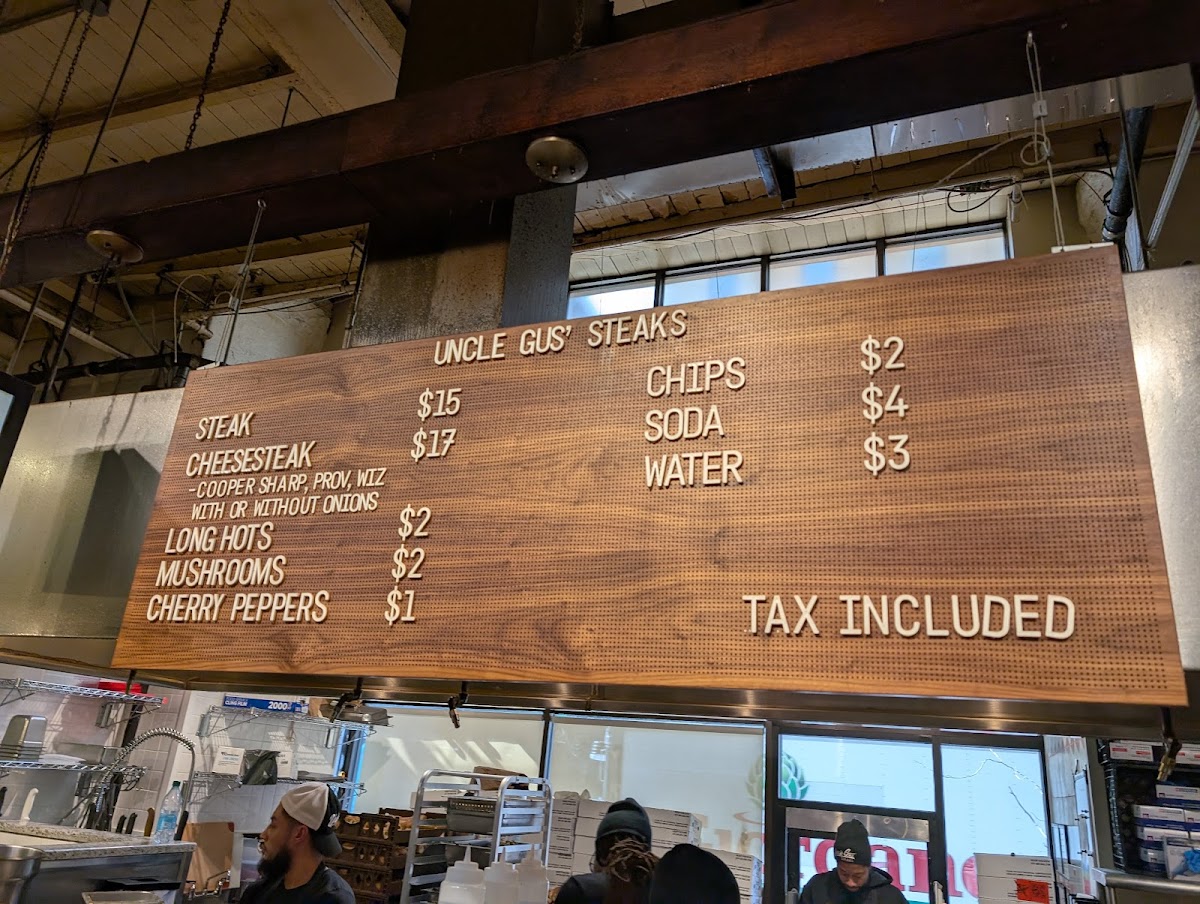 UNCLE GUS' STEAKS
STEAK $15
CHEESESTEAK $17
-COOPER SHARP, PROV, WIZ
WITH OR WITHOUT ONIONS
LONG HOTS $2
MUSHROOMS $2
CHERRY PEPPERS $1
CHIPS $2
SODA $4
WATER $3
TAX INCLUDED
2000